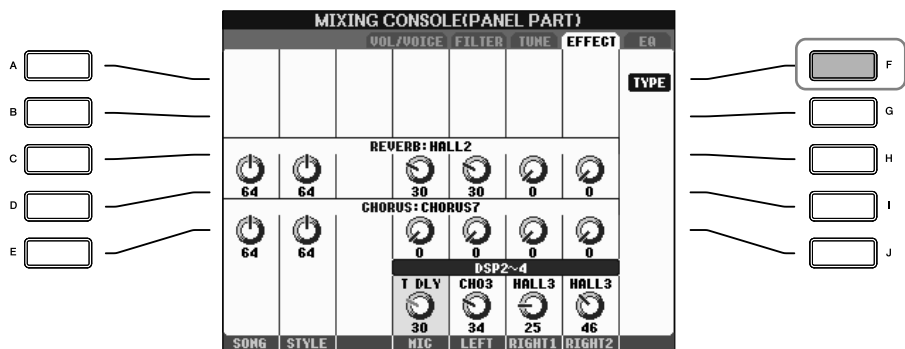 MIXING CONSOLE(PANEL PART)
VOL/VOICE FILTER TUNE EFFECT EQ
A
F
TYPE
B
G
REVERB:HALL2
C
H
64 64 30 30 0 0
D
I
CHORUS:CHORUS7
E
J
64 64 0 0 0 0
DSP2~4
T DLY CHO3 HALL3 HALL3
30 34 25 46
SONG STYLE MIC LEFT RIGHT1 RIGHT2